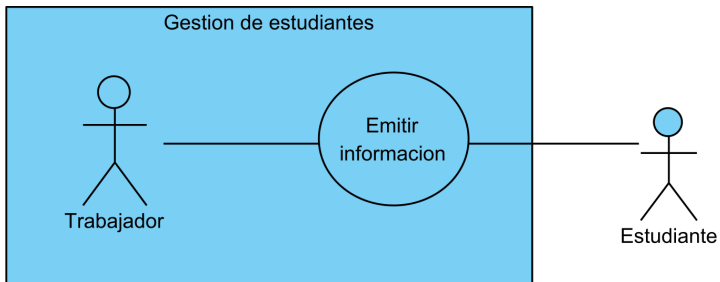 Gestion de estudiantes
Emitir
informacion
Trabajador
Estudiante